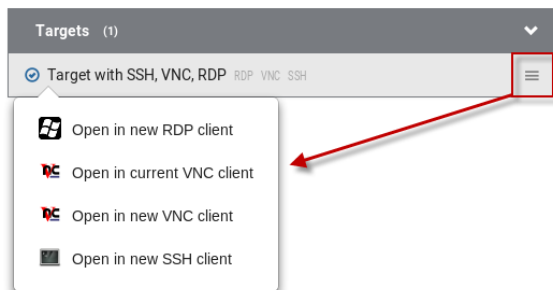 Targets (1)
Target with SSH, VNC, RDP RDP VNC SSH
Open in new RDP client
Open in current VNC client
Open in new VNC client
Open in new SSH client